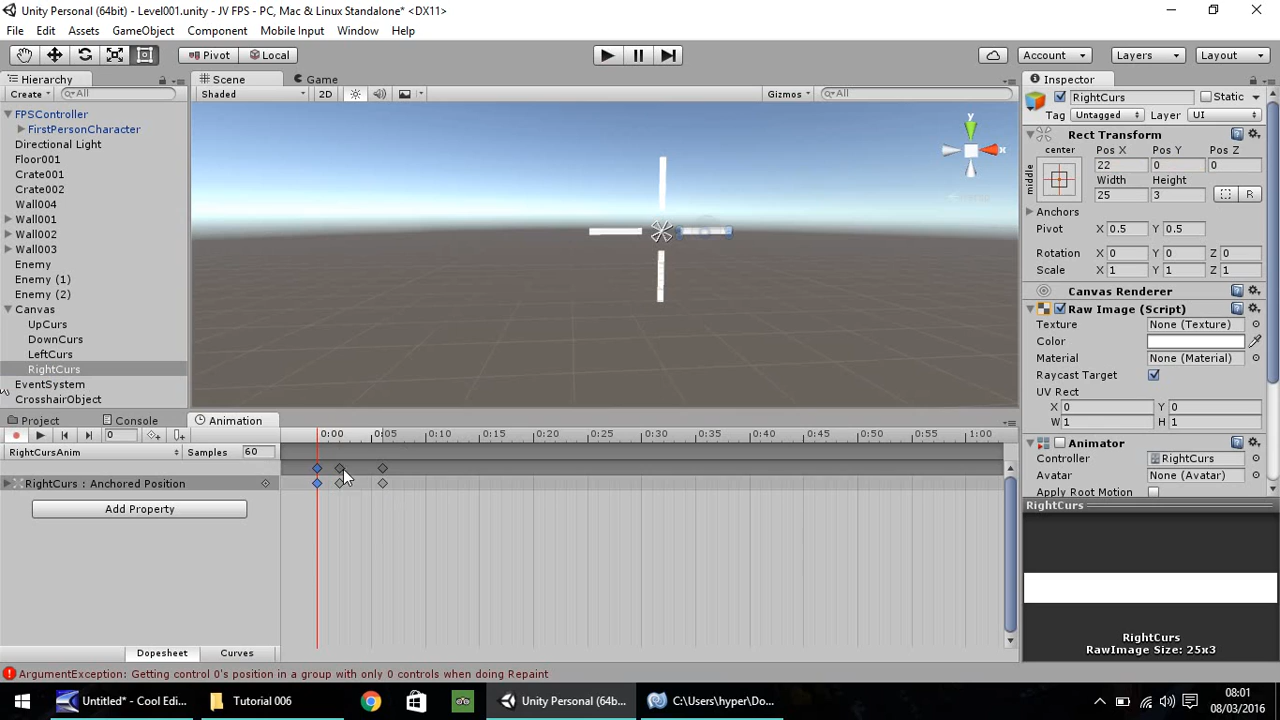 Unity Personal (64bit) - Level001.unity - JV FPS - PC, Mac & Linux Standalone* <DX11>
File Edit Assets GameObject Component Mobile Input Window Help
Pivot Local Account Layers Layout
Hierarchy Scene Game Inspector
Create All Shaded 2D Gizmos All RightCurs Static
Tag Untagged Layer UI
FPSController
FirstPersonCharacter
Directional Light
Floor001
Crate001
Crate002
Wall004
Wall001
Wall002
Wall003
Enemy
Enemy (1)
Enemy (2)
Canvas
UpCurs
DownCurs
LeftCurs
RightCurs
EventSystem
CrosshairObject
y
x
Rect Transform
center Pos X Pos Y Pos Z
middle 22 0 0
Width Height
25 3 R
Anchors
Pivot X 0.5 Y 0.5
Rotation X 0 Y 0 Z 0
Scale X 1 Y 1 Z 1
Canvas Renderer
Raw Image (Script)
Texture None (Texture)
Color
Material None (Material)
Raycast Target
UV Rect
X 0 Y 0
W 1 H 1
Animator
Controller RightCurs
Avatar None (Avatar)
Apply Root Motion
RightCurs
RightCurs
RawImage Size: 25x3
Project Console Animation
0 0:00 0:05 0:10 0:15 0:20 0:25 0:30 0:35 0:40 0:45 0:50 0:55 1:00
RightCursAnim Samples 60
RightCurs : Anchored Position
Add Property
Dopesheet Curves
ArgumentException: Getting control 0's position in a group with only 0 controls when doing Repaint
Untitled* - Cool Edi... Tutorial 006 Unity Personal (64b... C:\Users\hyper\Do... 08:01
08/03/2016